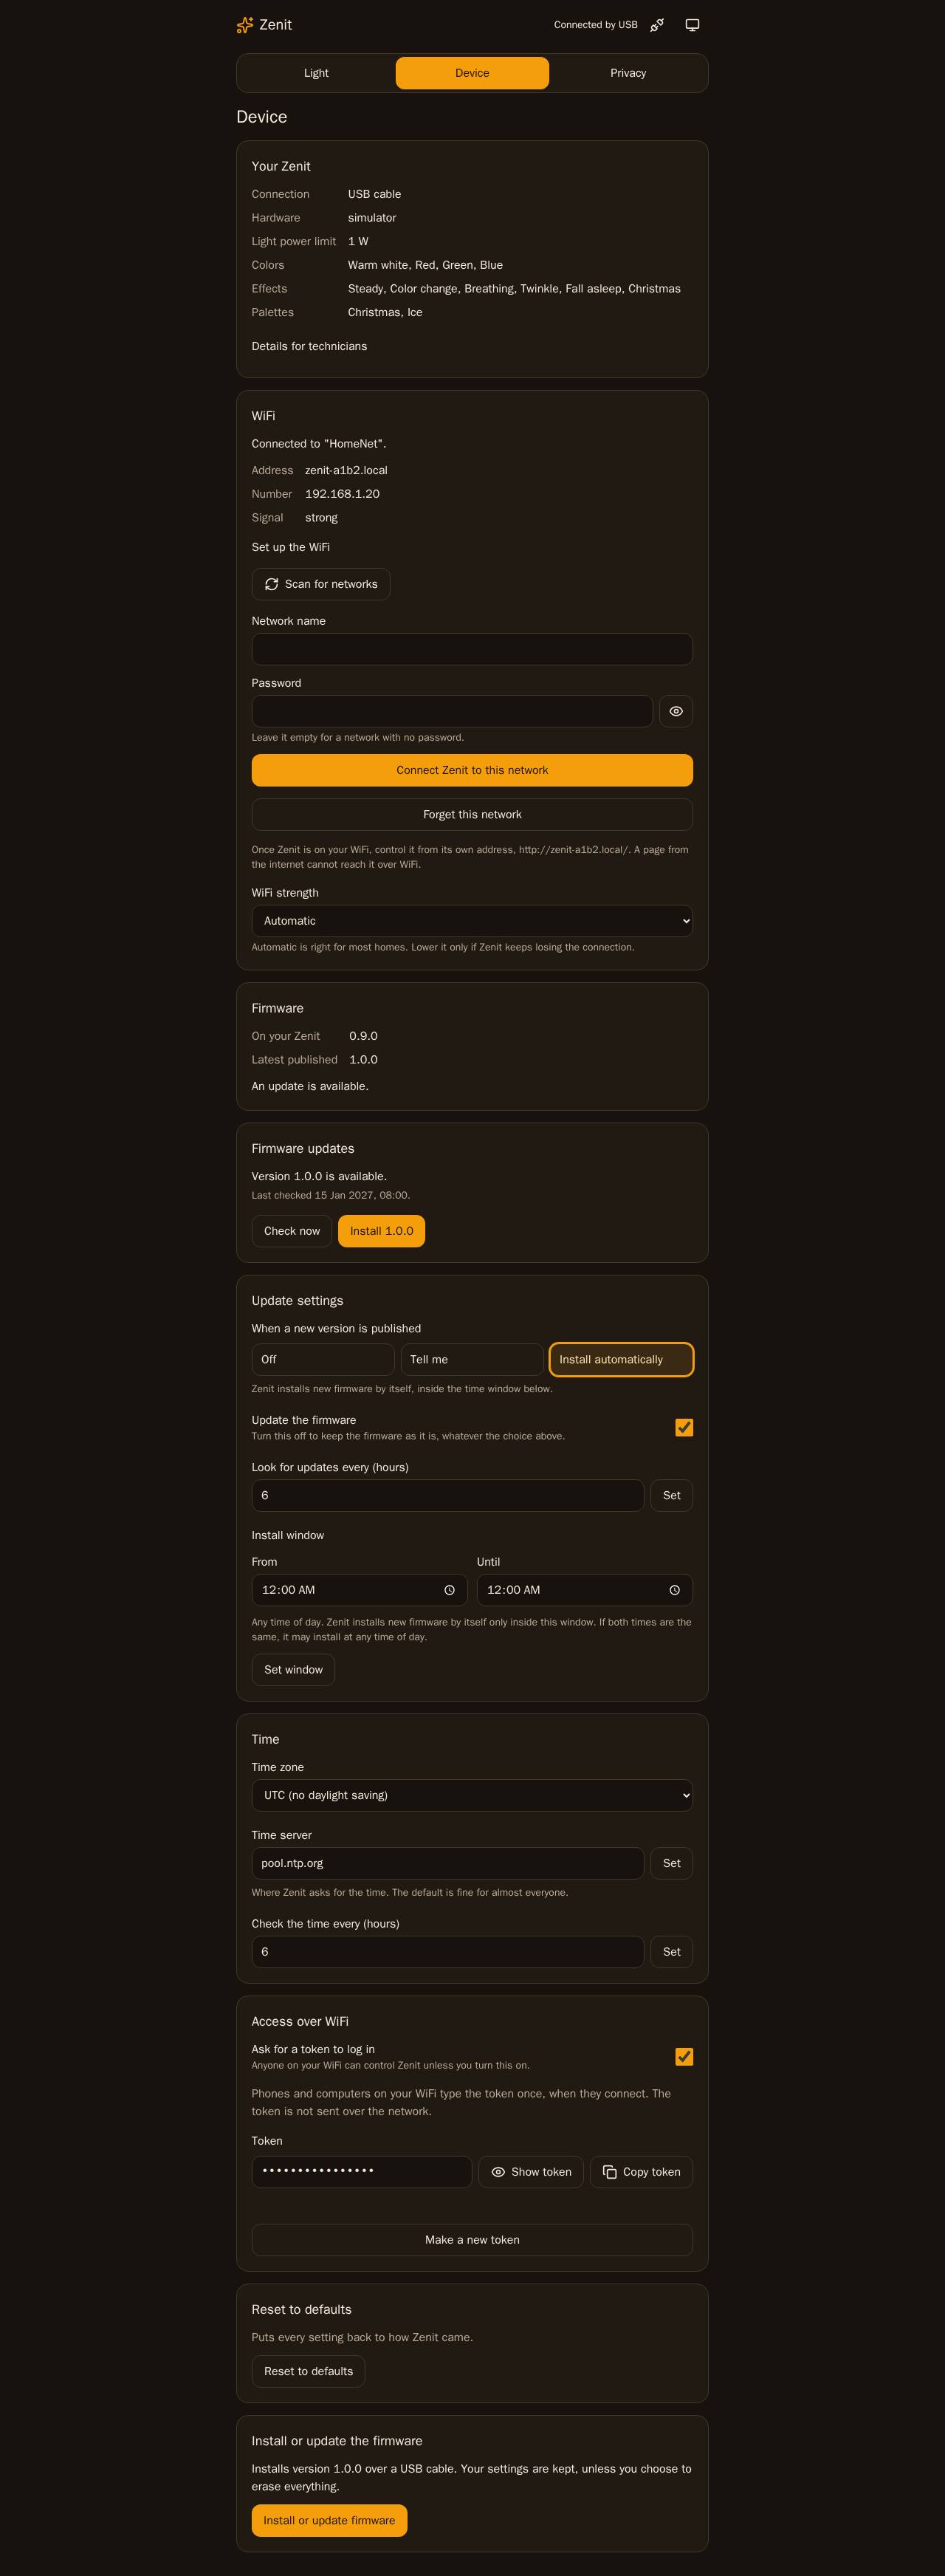 Zenit
Connected by USB
Light
Device
Privacy
Device
Your Zenit
Connection USB cable
Hardware simulator
Light power limit 1 W
Colors Warm white, Red, Green, Blue
Effects Steady, Color change, Breathing, Twinkle, Fall asleep, Christmas
Palettes Christmas, Ice
Details for technicians
WiFi
Connected to "HomeNet".
Address zenit-a1b2.local
Number 192.168.1.20
Signal strong
Set up the WiFi
Scan for networks
Network name
Password
Leave it empty for a network with no password.
Connect Zenit to this network
Forget this network
Once Zenit is on your WiFi, control it from its own address, http://zenit-a1b2.local/. A page from
the internet cannot reach it over WiFi.
WiFi strength
Automatic
Automatic is right for most homes. Lower it only if Zenit keeps losing the connection.
Firmware
On your Zenit 0.9.0
Latest published 1.0.0
An update is available.
Firmware updates
Version 1.0.0 is available.
Last checked 15 Jan 2027, 08:00.
Check now
Install 1.0.0
Update settings
When a new version is published
Off
Tell me
Install automatically
Zenit installs new firmware by itself, inside the time window below.
Update the firmware
Turn this off to keep the firmware as it is, whatever the choice above.
Look for updates every (hours)
6
Set
Install window
From
Until
12:00 AM
12:00 AM
Any time of day. Zenit installs new firmware by itself only inside this window. If both times are the
same, it may install at any time of day.
Set window
Time
Time zone
UTC (no daylight saving)
Time server
pool.ntp.org
Set
Where Zenit asks for the time. The default is fine for almost everyone.
Check the time every (hours)
6
Set
Access over WiFi
Ask for a token to log in
Anyone on your WiFi can control Zenit unless you turn this on.
Phones and computers on your WiFi type the token once, when they connect. The
token is not sent over the network.
Token
••••••••••••••••
Show token
Copy token
Make a new token
Reset to defaults
Puts every setting back to how Zenit came.
Reset to defaults
Install or update the firmware
Installs version 1.0.0 over a USB cable. Your settings are kept, unless you choose to
erase everything.
Install or update firmware